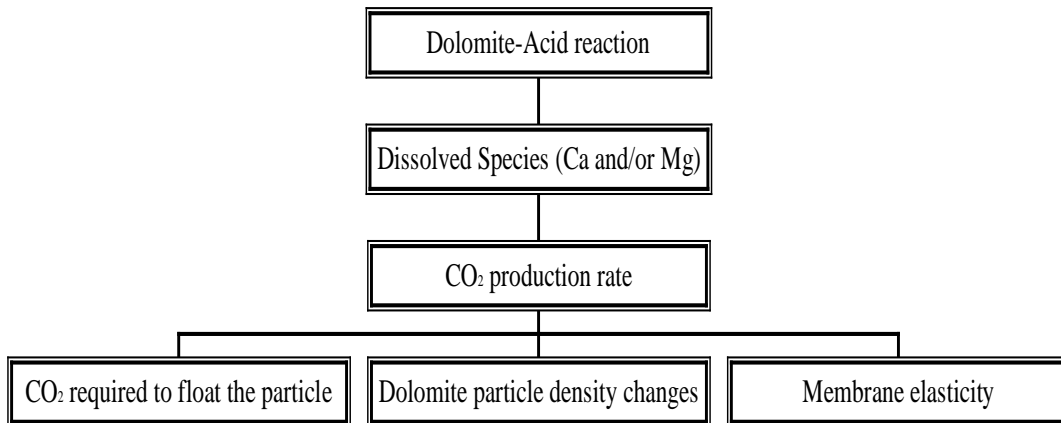 Dolomite-Acid reaction
Dissolved Species (Ca and/or Mg)
CO₂ production rate
CO₂ required to float the particle
Dolomite particle density changes
Membrane elasticity